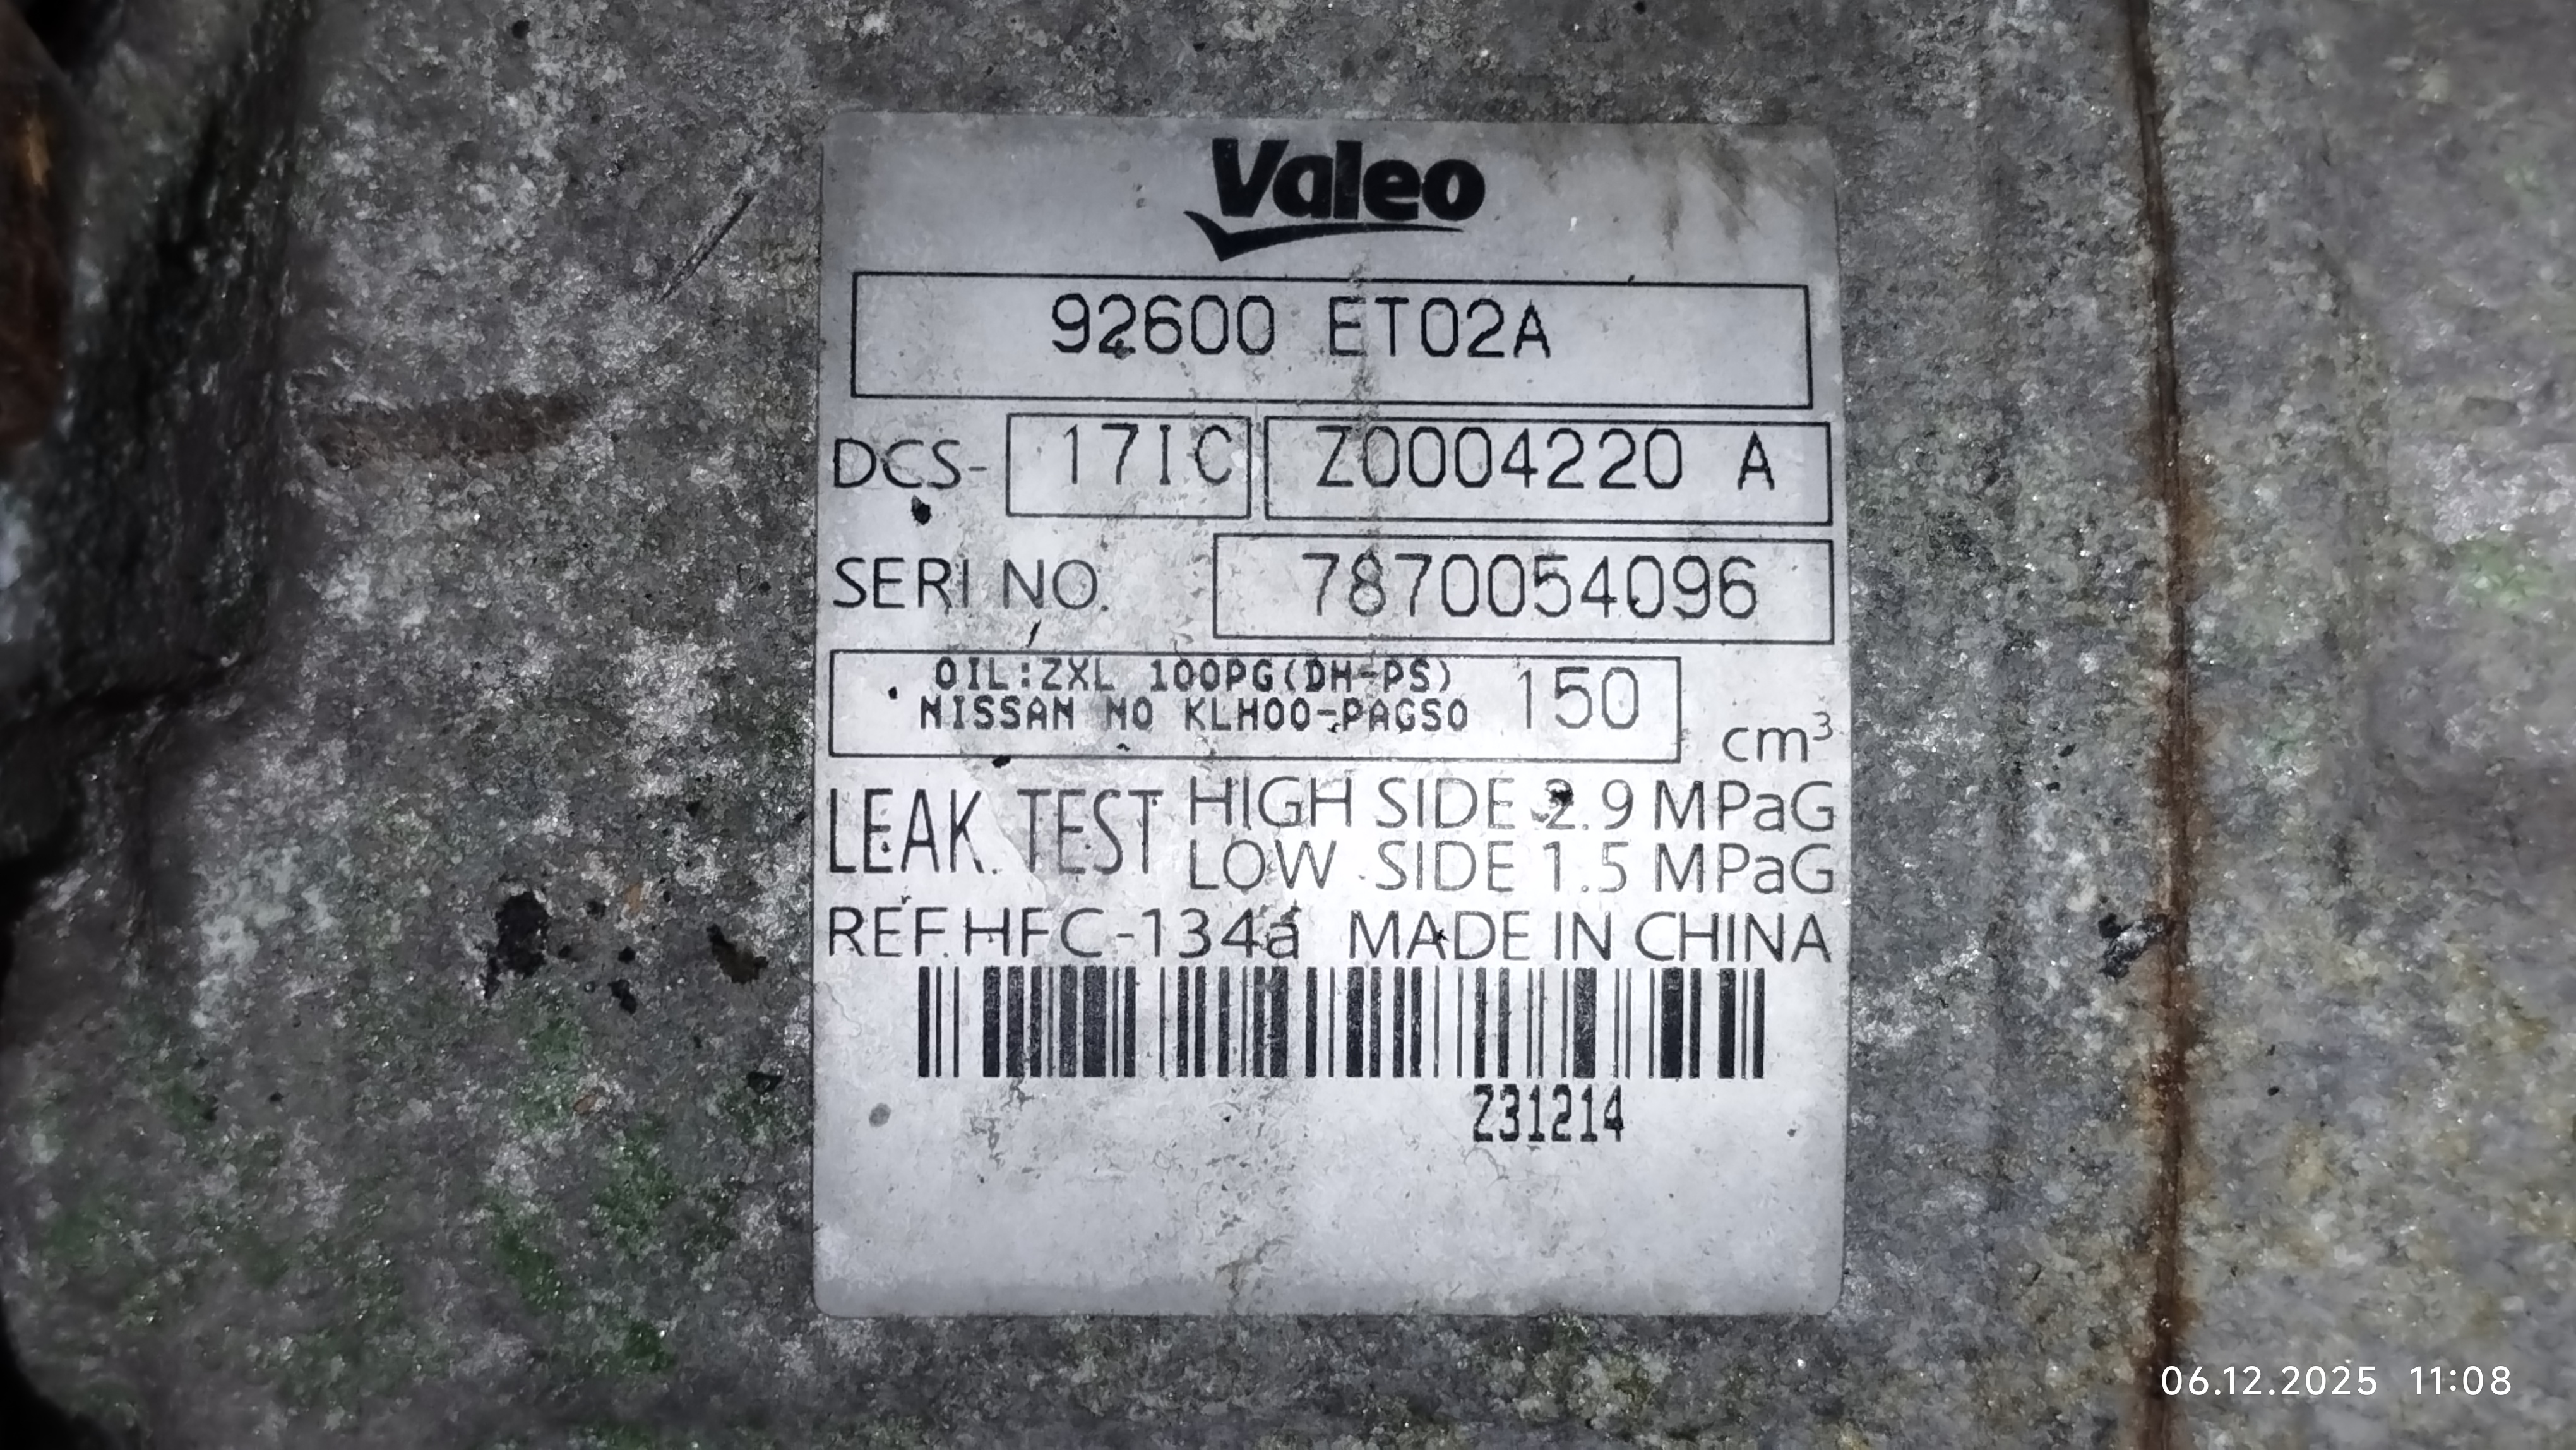 Valeo
92600 ET02A
DCS- 17IC Z0004220 A
SERI NO. 7870054096
OIL:ZXL 100PG(DH-PS)
NISSAN NO KLH00-PAGS0 150 cm³
LEAK TEST HIGH SIDE 2.9 MPaG
LOW SIDE 1.5 MPaG
REF.HFC-134a MADE IN CHINA
Z31214
06.12.2025 11:08